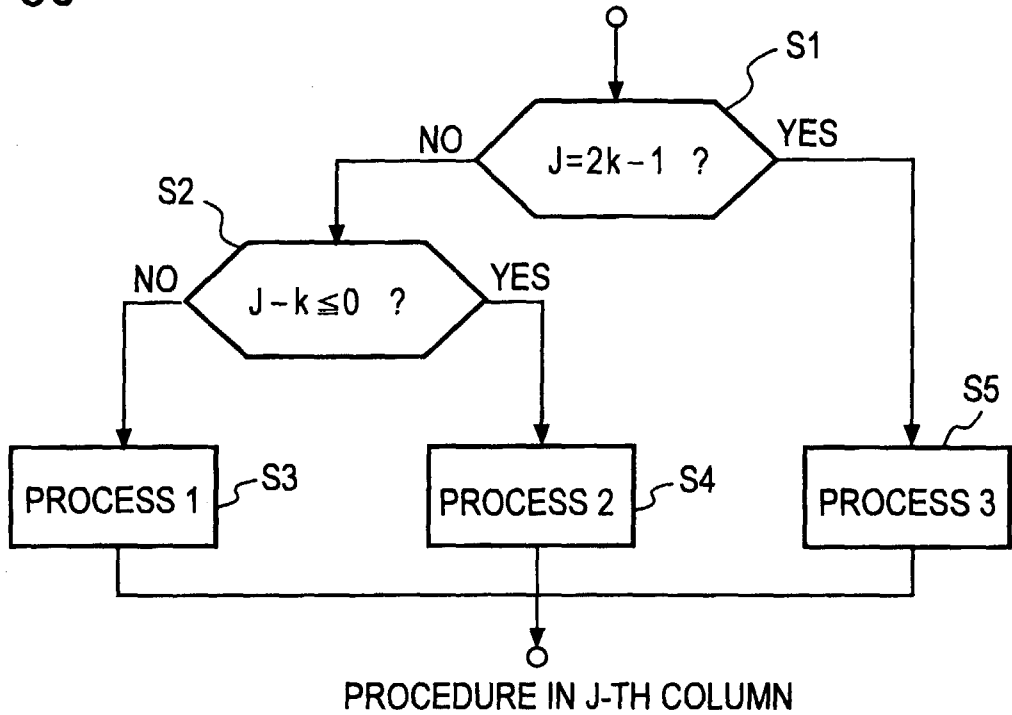 S1
NO
YES
J=2k-1 ?
S2
NO
YES
J-k≦0 ?
S5
PROCESS 1
S3
PROCESS 2
S4
PROCESS 3
PROCEDURE IN J-TH COLUMN